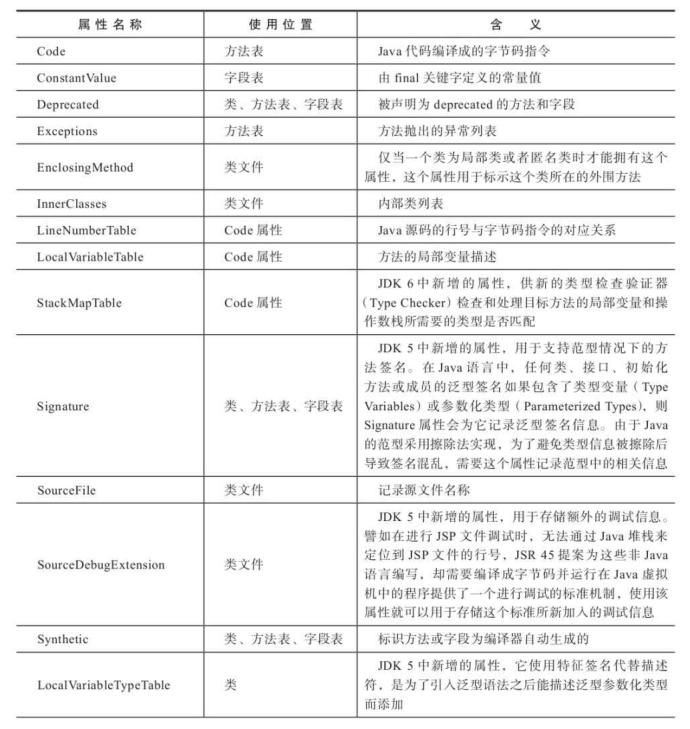 属性名称 使用位置 含 义
Code 方法表 Java 代码编译成的字节码指令
ConstantValue 字段表 由 final 关键字定义的常量值
Deprecated 类、方法表、字段表 被声明为 deprecated 的方法和字段
Exceptions 方法表 方法抛出的异常列表
EnclosingMethod 类文件 仅当一个类为局部类或者匿名类时才能拥有这个
属性，这个属性用于标示这个类所在的外围方法
InnerClasses 类文件 内部类列表
LineNumberTable Code 属性 Java 源码的行号与字节码指令的对应关系
LocalVariableTable Code 属性 方法的局部变量描述
StackMapTable Code 属性 JDK 6 中新增的属性，供新的类型检查验证器
（Type Checker）检查和处理目标方法的局部变量和操
作数栈所需要的类型是否匹配
Signature 类、方法表、字段表 JDK 5 中新增的属性，用于支持范型情况下的方
法签名。在 Java 语言中，任何类、接口、初始化
方法或成员的泛型签名如果包含了类型变量（Type
Variables）或参数化类型（Parameterized Types），则
Signature 属性会为它记录泛型签名信息。由于 Java
的范型采用擦除法实现，为了避免类型信息被擦除后
导致签名混乱，需要这个属性记录范型中的相关信息
SourceFile 类文件 记录源文件名称
SourceDebugExtension 类文件 JDK 5 中新增的属性，用于存储额外的调试信息。
譬如在进行 JSP 文件调试时，无法通过 Java 堆栈来
定位到 JSP 文件的行号，JSR 45 提案为这些非 Java
语言编写，却需要编译成字节码并运行在 Java 虚拟
机中的程序提供了一个进行调试的标准机制，使用该
属性就可以用于存储这个标准所新加入的调试信息
Synthetic 类、方法表、字段表 标识方法或字段为编译器自动生成的
LocalVariableTypeTable 类 JDK 5 中新增的属性，它使用特征签名代替描述
符，是为了引入泛型语法之后能描述泛型参数化类型
而添加